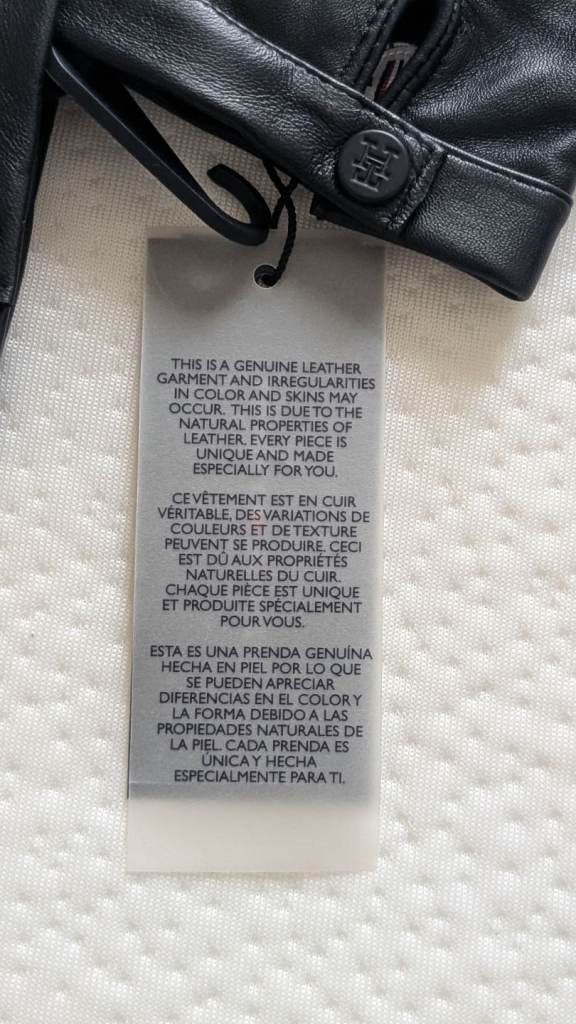 THIS IS A GENUINE LEATHER
GARMENT AND IRREGULARITIES
IN COLOR AND SKINS MAY
OCCUR. THIS IS DUE TO THE
NATURAL PROPERTIES OF
LEATHER. EVERY PIECE IS
UNIQUE AND MADE
ESPECIALLY FOR YOU.
CE VÊTEMENT EST EN CUIR
VÉRITABLE, DES VARIATIONS DE
COULEURS ET DE TEXTURE
PEUVENT SE PRODUIRE. CECI
EST DÛ AUX PROPRIÉTÉS
NATURELLES DU CUIR.
CHAQUE PIÈCE EST UNIQUE
ET PRODUITE SPÉCIALEMENT
POUR VOUS.
ESTA ES UNA PRENDA GENUÍNA
HECHA EN PIEL POR LO QUE
SE PUEDEN APRECIAR
DIFERENCIAS EN EL COLOR Y
LA FORMA DEBIDO A LAS
PROPIEDADES NATURALES DE
LA PIEL. CADA PRENDA ES
ÚNICA Y HECHA
ESPECIALMENTE PARA TI.